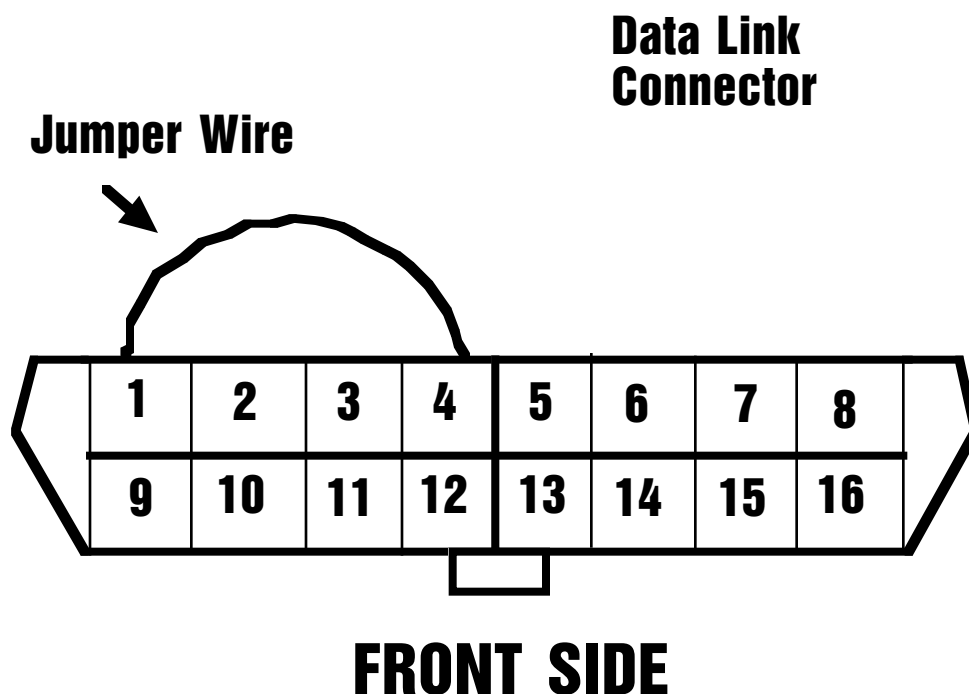 Data Link
Connector
Jumper Wire
1 2 3 4 5 6 7 8
9 10 11 12 13 14 15 16
FRONT SIDE